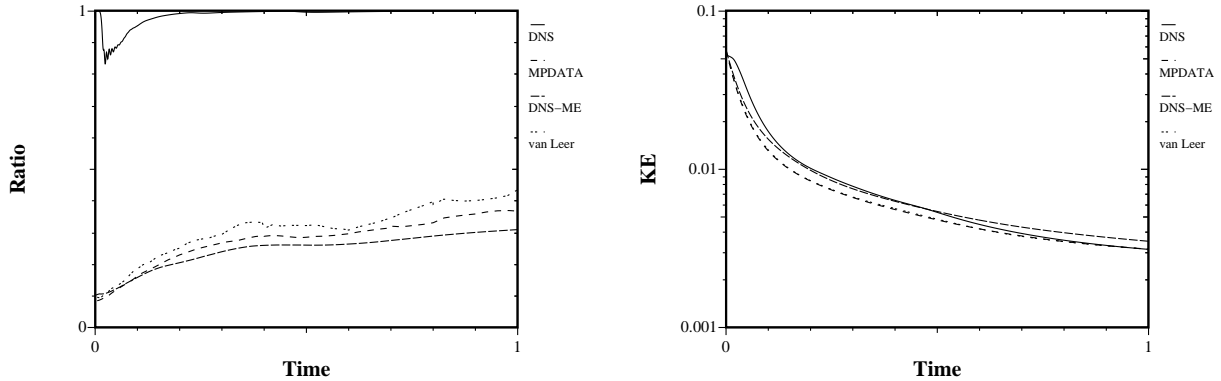 1
DNS
MPDATA
DNS−ME
van Leer
Ratio
0
0
1
Time
0.1
DNS
MPDATA
DNS−ME
van Leer
KE
0.01
0.001
0
1
Time